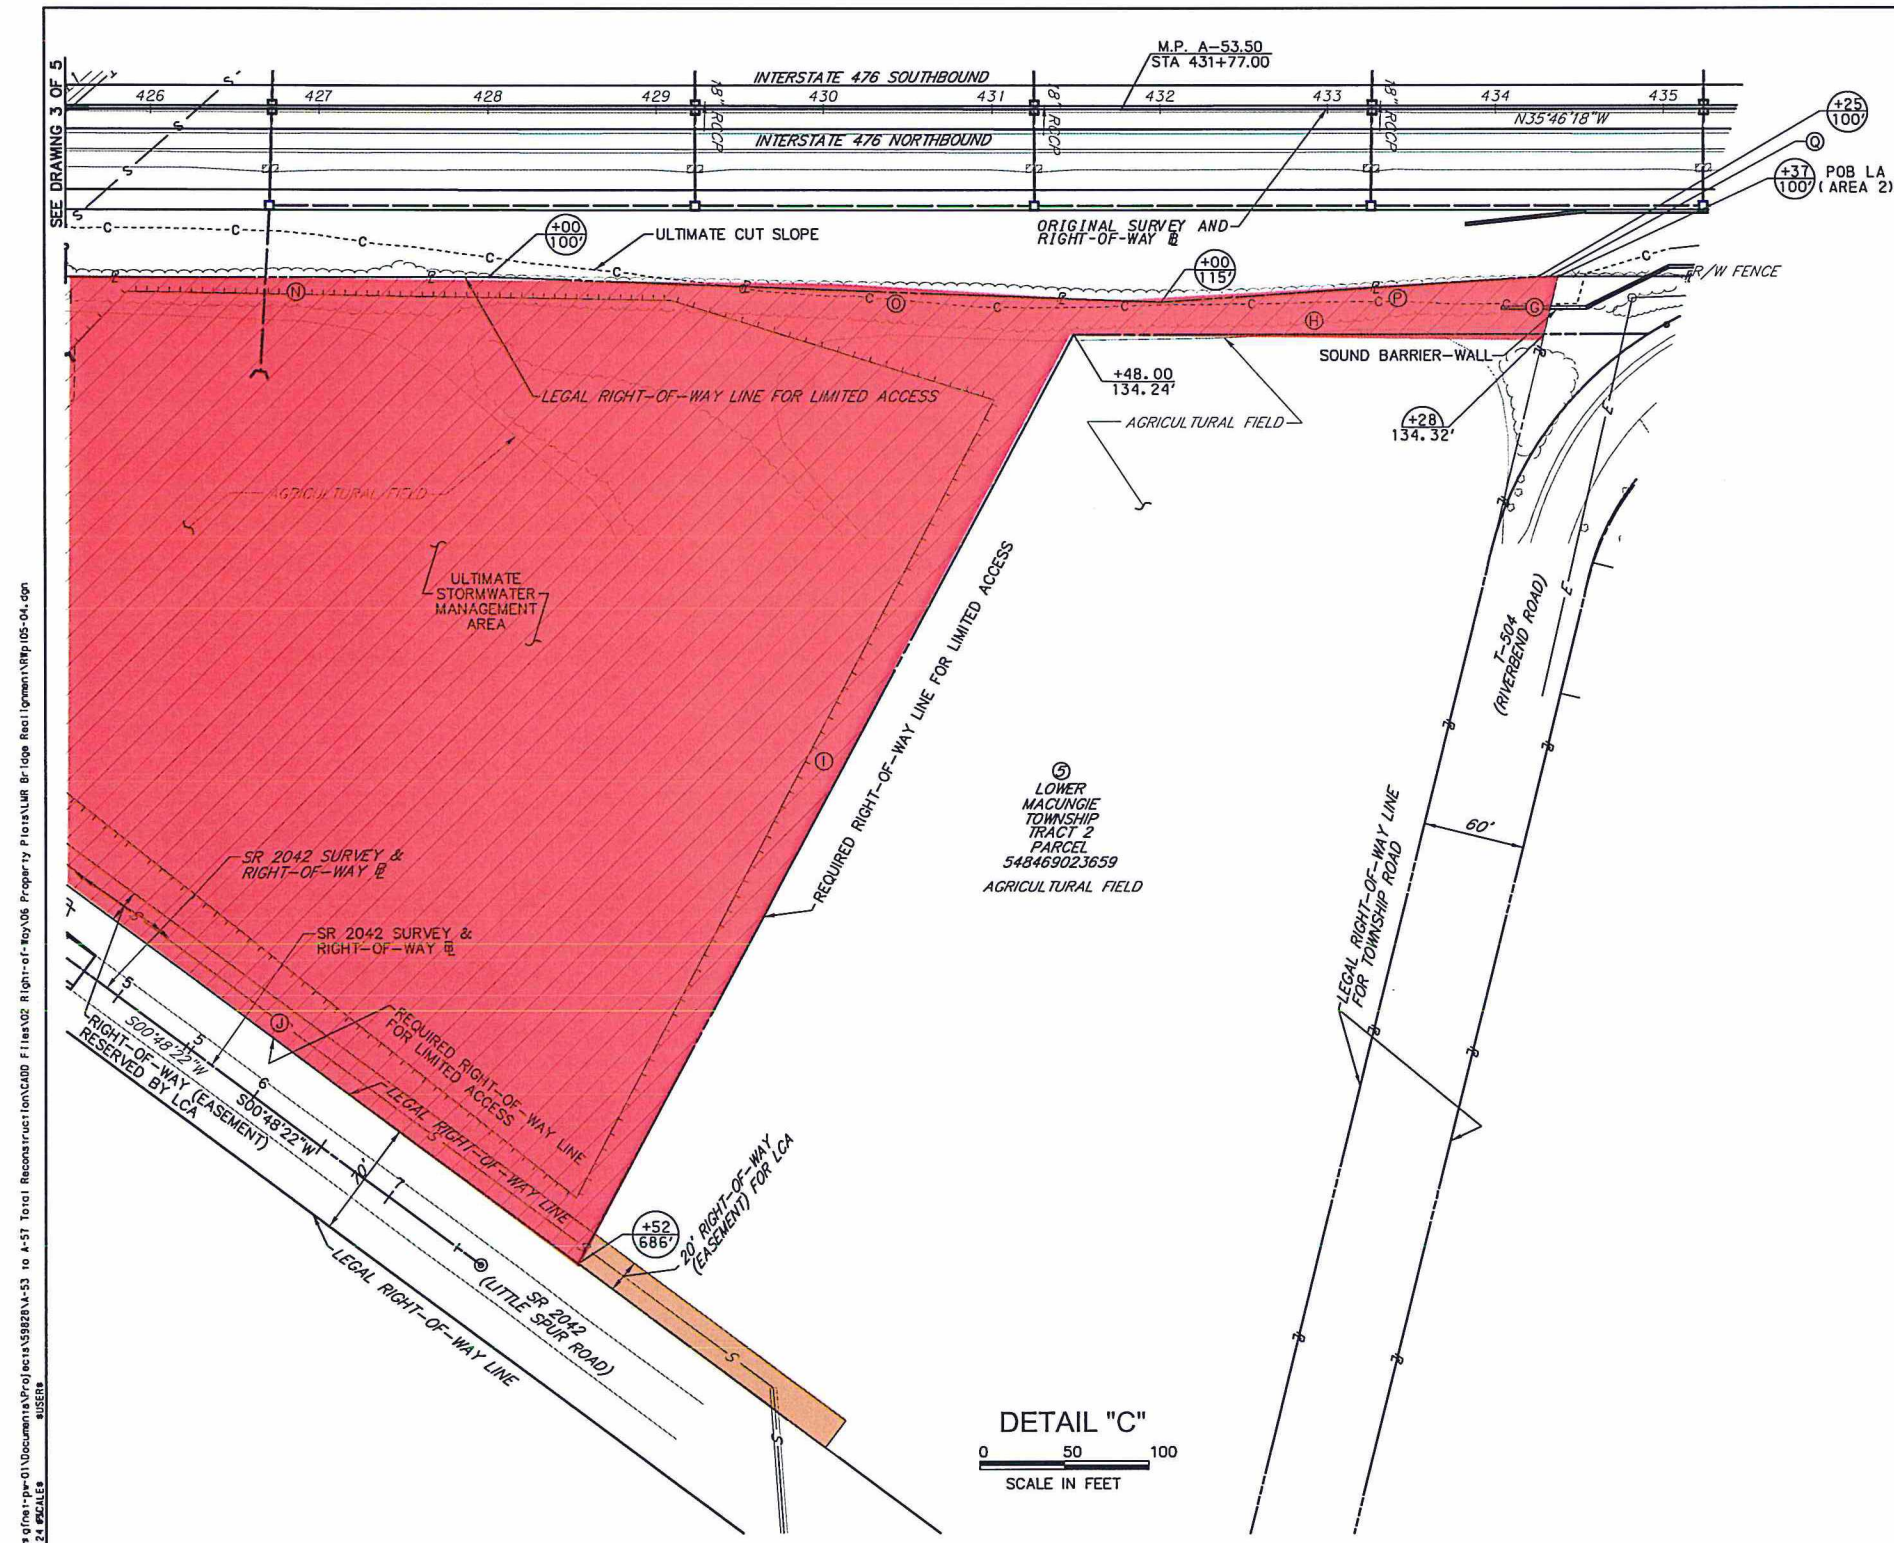 SEE DRAWING 3 OF 5
M.P. A-53.50
STA 431+77.00
INTERSTATE 476 SOUTHBOUND
426 427 428 429 430 431 432 433 434 435
18" RCCP
18" RCCP
18" RCCP
N35°46'18"W
INTERSTATE 476 NORTHBOUND
+25
100'
Q
+37
100'
POB LA
(AREA 2)
+00
100'
ULTIMATE CUT SLOPE
ORIGINAL SURVEY AND
RIGHT-OF-WAY
+00
115'
R/W FENCE
N
O
P
G
H
SOUND BARRIER-WALL
+48.00
134.24'
LEGAL RIGHT-OF-WAY LINE FOR LIMITED ACCESS
AGRICULTURAL FIELD
+28
134.32'
AGRICULTURAL FIELD
ULTIMATE
STORMWATER
MANAGEMENT
AREA
REQUIRED RIGHT-OF-WAY LINE FOR LIMITED ACCESS
T-504
(RIVERBEND ROAD)
I
5
LOWER
MACUNGIE
TOWNSHIP
TRACT 2
PARCEL
548469023659
AGRICULTURAL FIELD
60'
LEGAL RIGHT-OF-WAY LINE
FOR TOWNSHIP ROAD
SR 2042 SURVEY &
RIGHT-OF-WAY
SR 2042 SURVEY &
RIGHT-OF-WAY
J
REQUIRED RIGHT-OF-WAY LINE
FOR LIMITED ACCESS
5
5
6
7
S00°48'22"W
S00°48'22"W
RIGHT-OF-WAY (EASEMENT)
RESERVED BY LCA
LEGAL RIGHT-OF-WAY LINE
70'
+52
686'
20' RIGHT-OF-WAY
(EASEMENT) FOR LCA
SR 2042
(LITTLE SPUR ROAD)
LEGAL RIGHT-OF-WAY LINE
DETAIL "C"
0 50 100
SCALE IN FEET